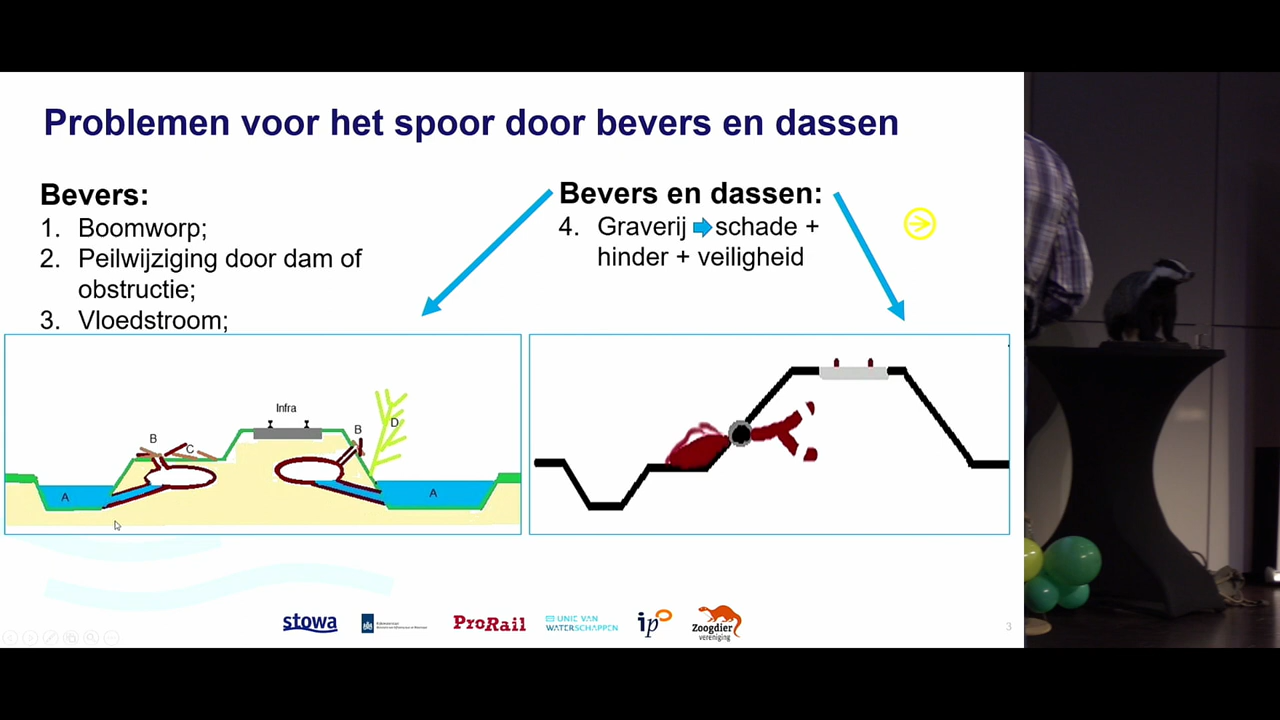 Problemen voor het spoor door bevers en dassen
Bevers:
1. Boomworp;
2. Peilwijziging door dam of
obstructie;
3. Vloedstroom;
Bevers en dassen:
4. Graverij schade +
hinder + veiligheid
Infra
B
C
B
D
A
A
stowa
ProRail
UNIE VAN
WATERSCHAPPEN
ip
Zoogdier
vereniging
3